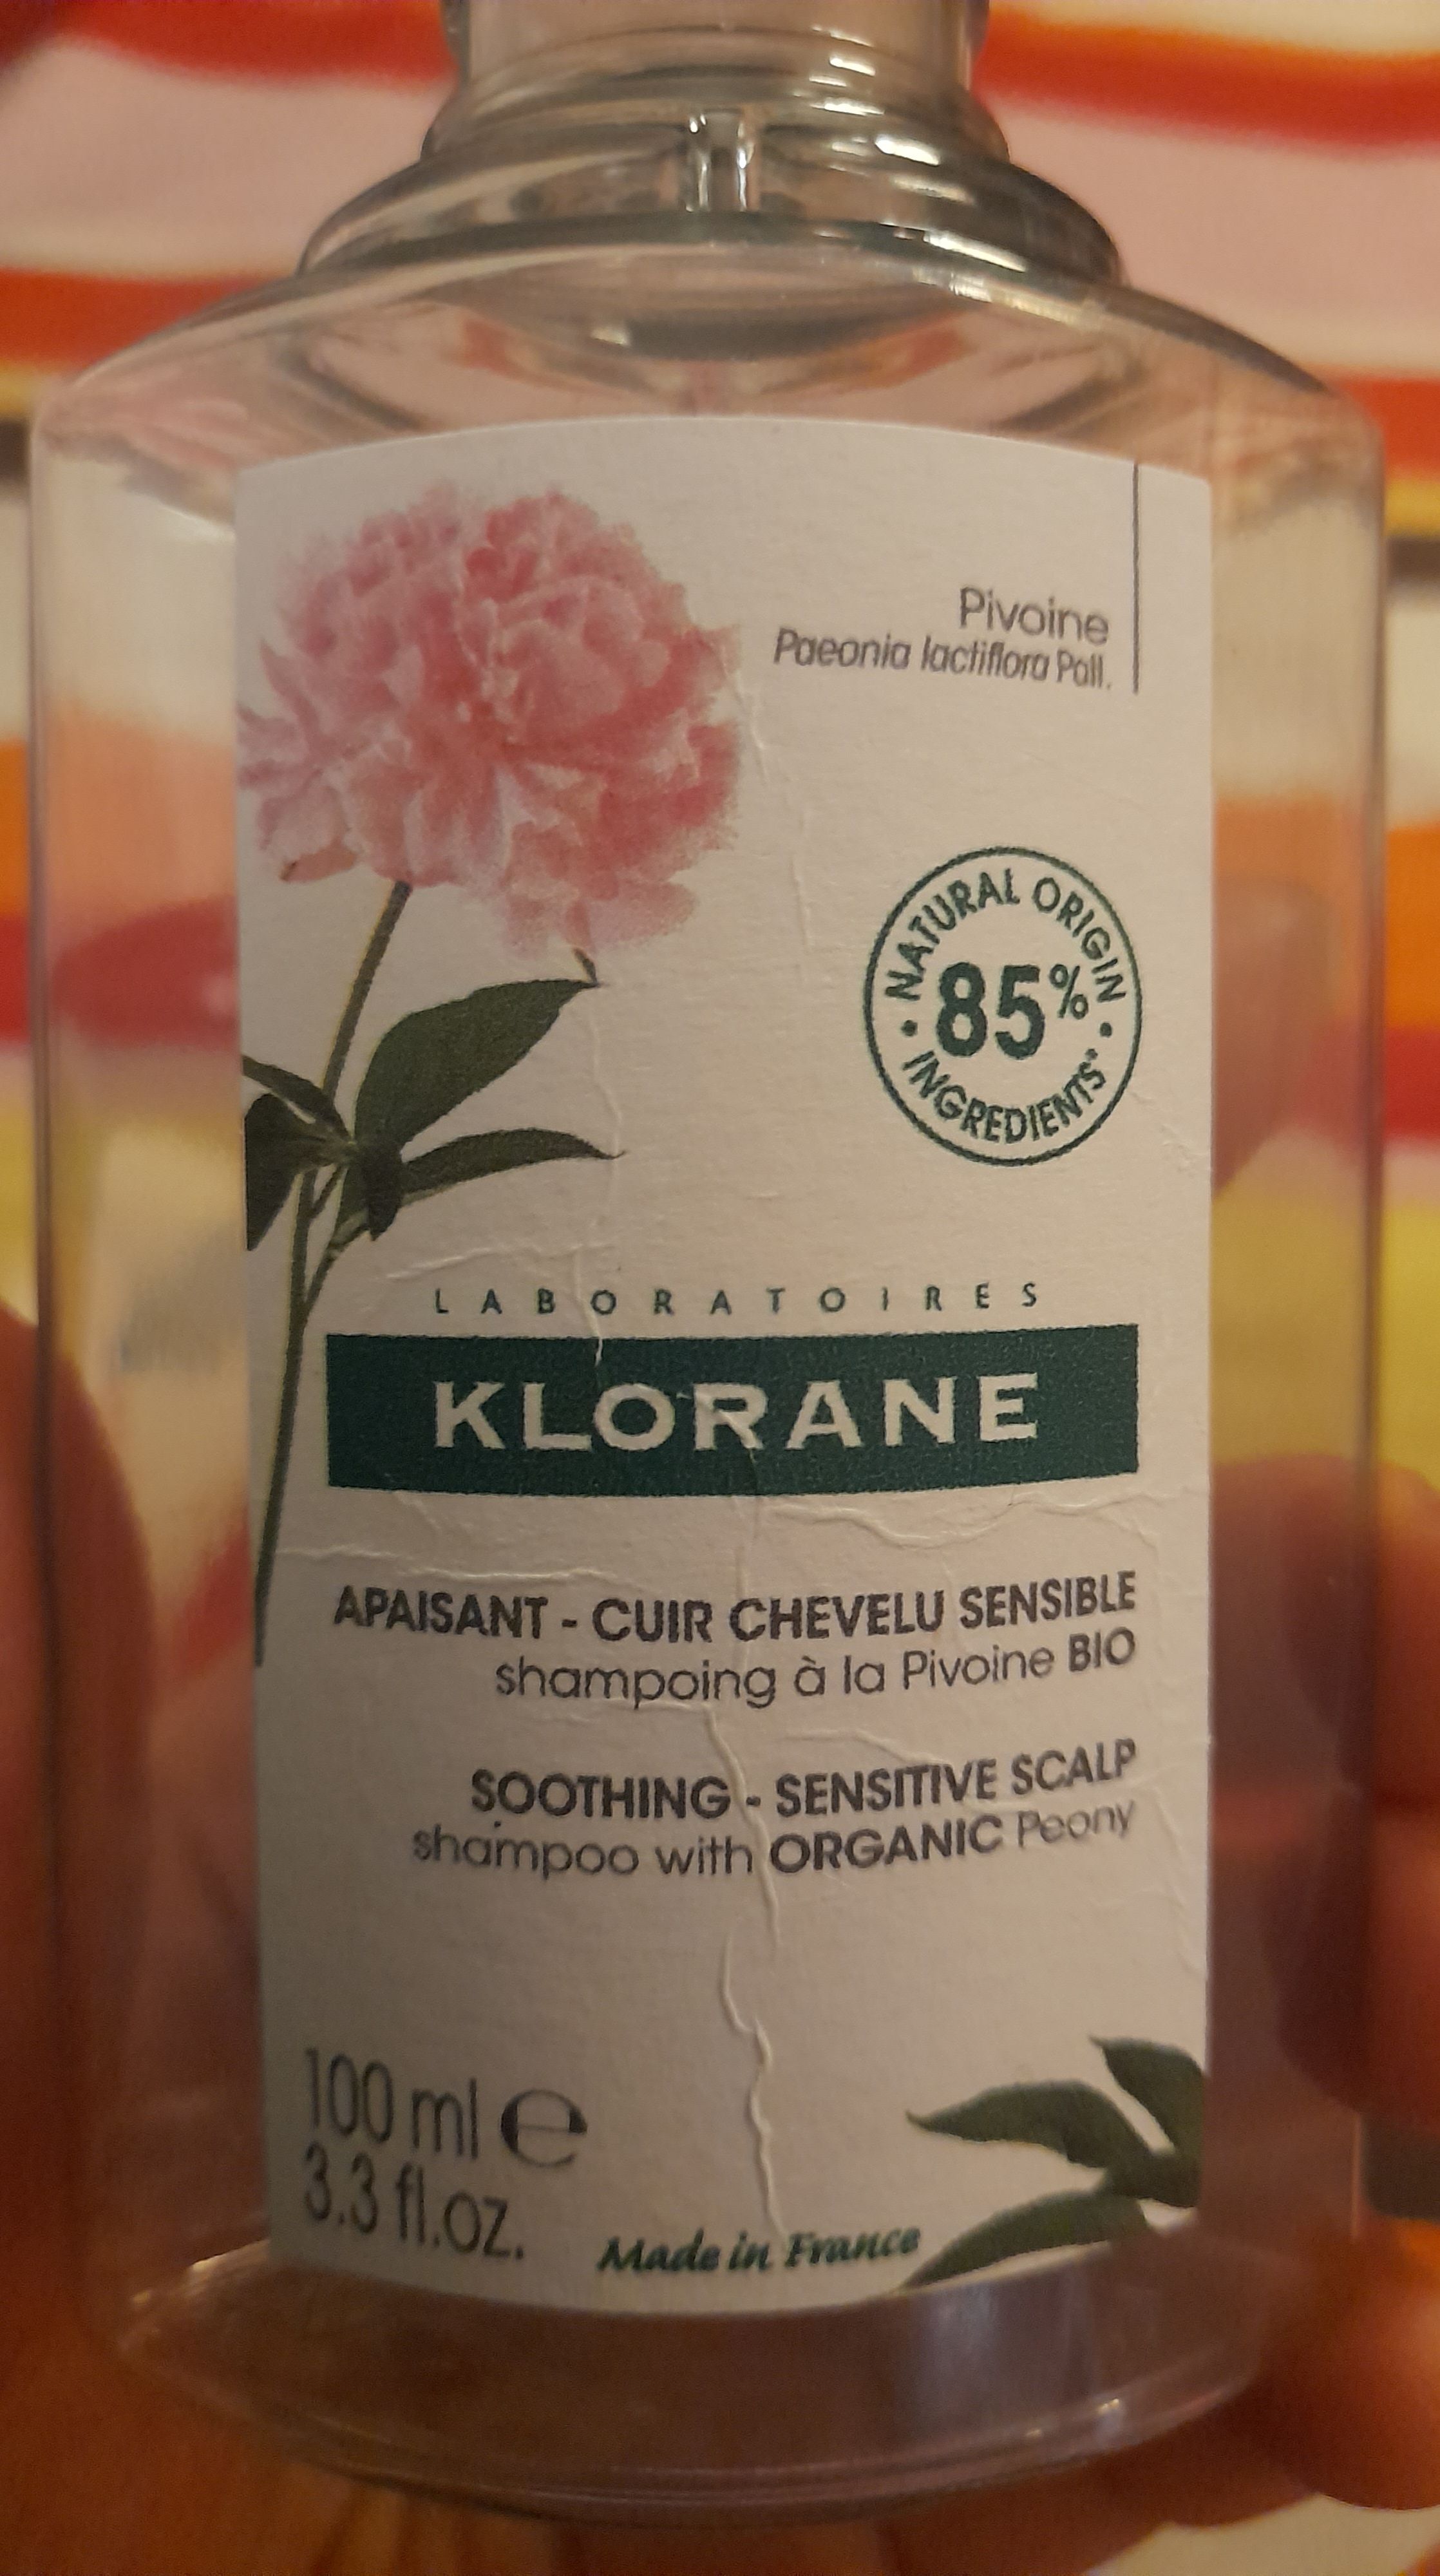 Pivoine
Paeonia lactiflora Pall.
NATURAL ORIGIN
85%
INGREDIENTS*
LABORATOIRES
KLORANE
APAISANT - CUIR CHEVELU SENSIBLE
shampoing à la Pivoine BIO
SOOTHING - SENSITIVE SCALP
shampoo with ORGANIC Peony
100 ml e
3.3 fl.oz.
Made in France